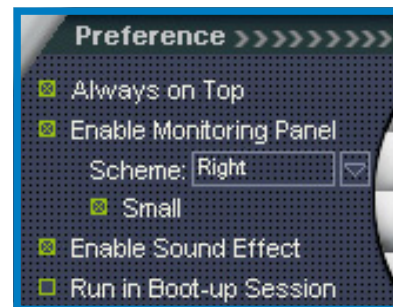 Preference >>>>>>>>>
Always on Top
Enable Monitoring Panel
Scheme: Right
Small
Enable Sound Effect
Run in Boot-up Session